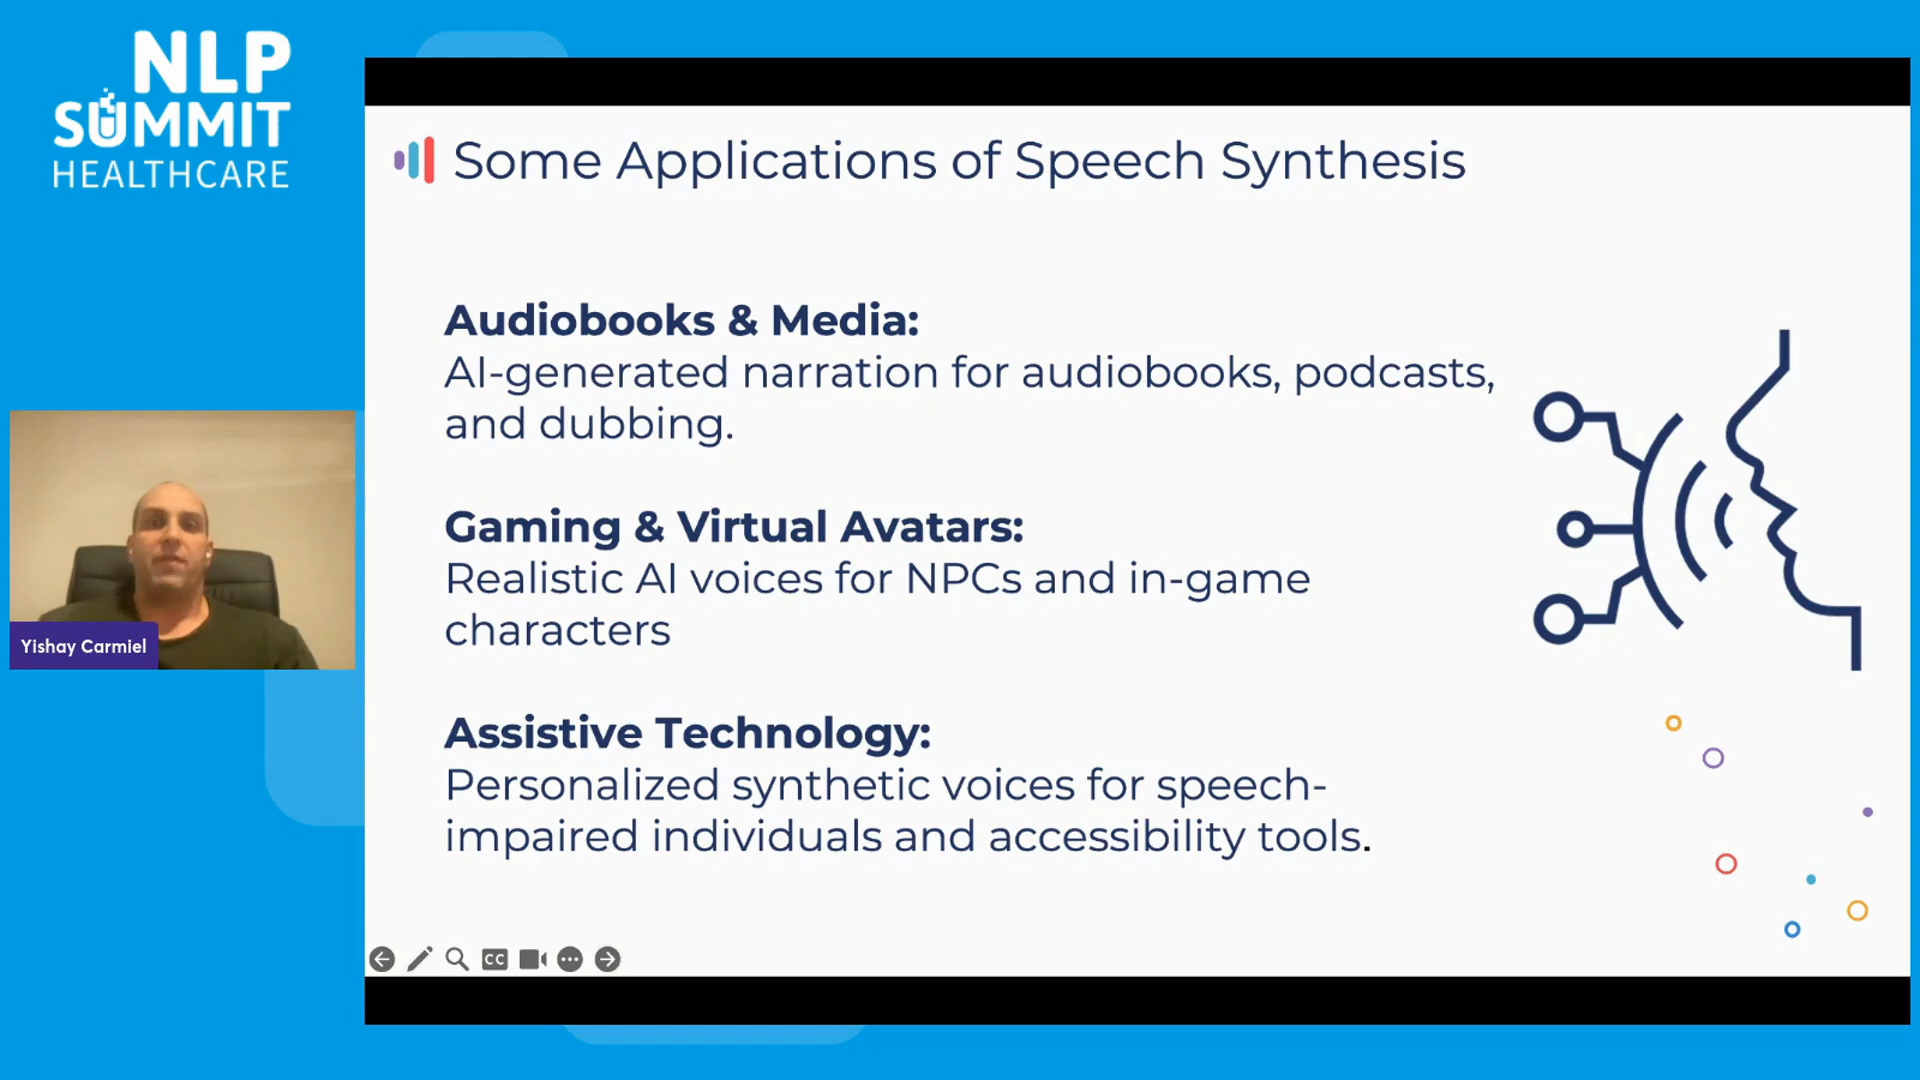 NLP
SUMMIT
HEALTHCARE
Some Applications of Speech Synthesis
Audiobooks & Media:
AI-generated narration for audiobooks, podcasts,
and dubbing.
Gaming & Virtual Avatars:
Realistic AI voices for NPCs and in-game
characters
Assistive Technology:
Personalized synthetic voices for speech-
impaired individuals and accessibility tools.
Yishay Carmiel
CC